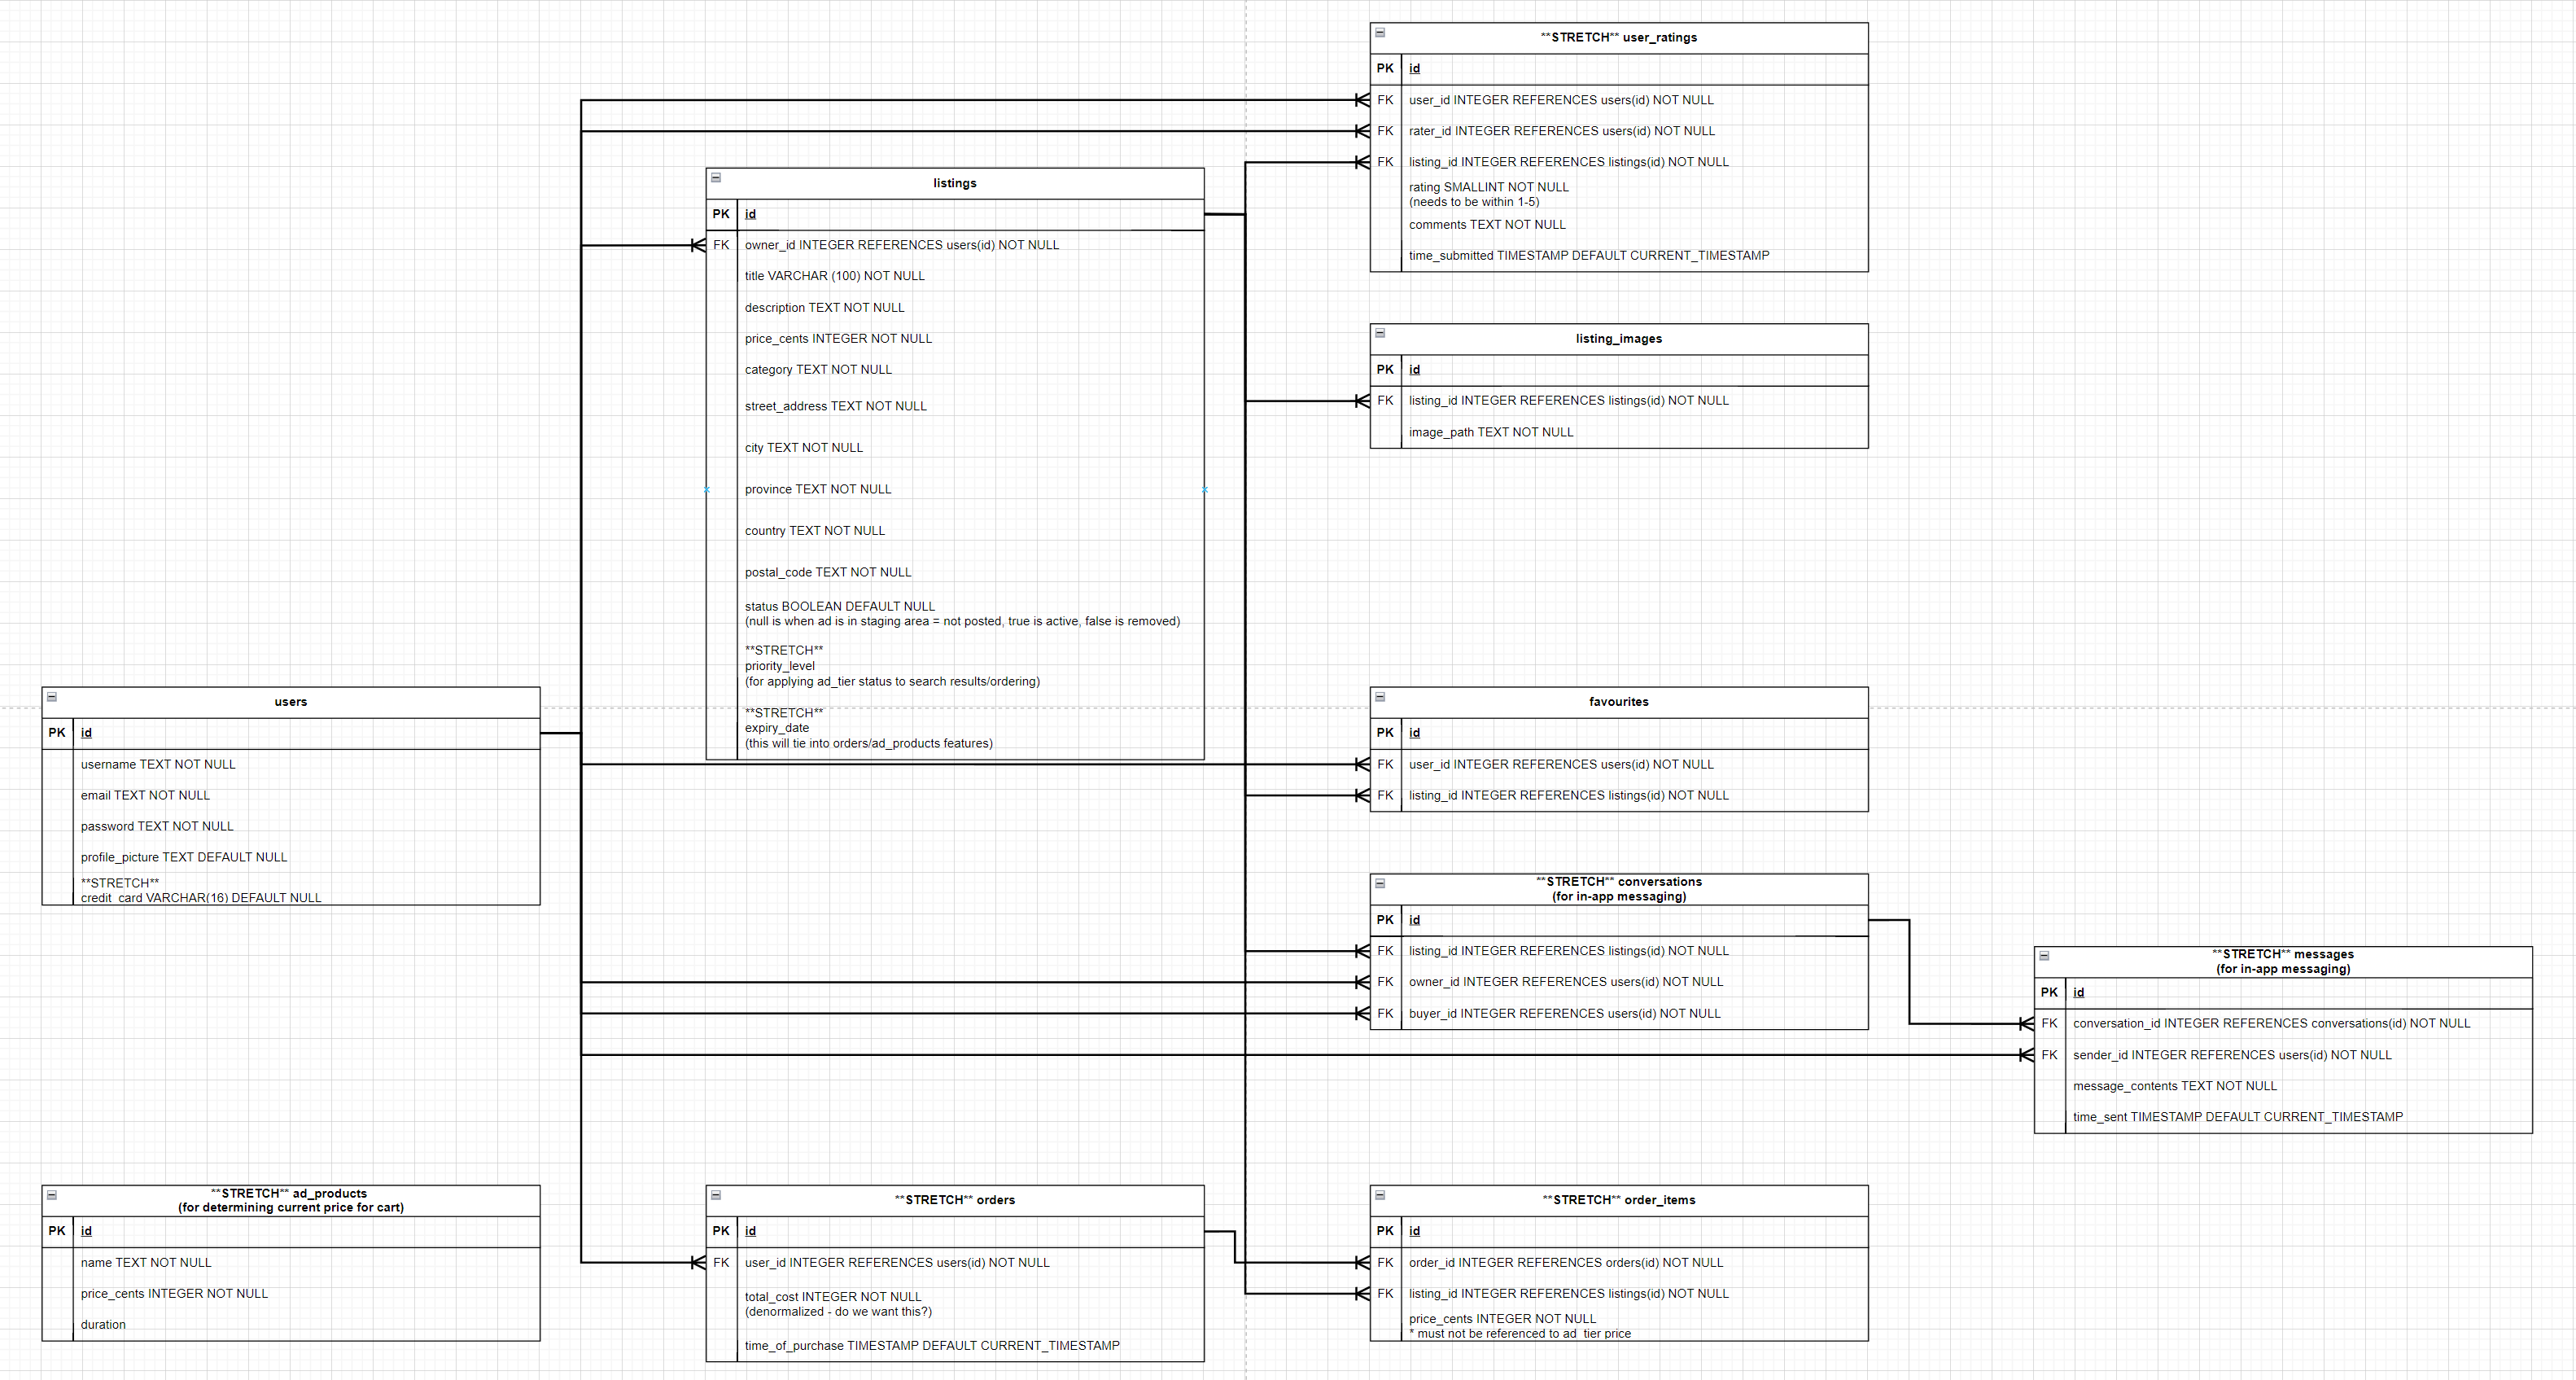 **STRETCH** user_ratings
PK id
FK user_id INTEGER REFERENCES users(id) NOT NULL
FK rater_id INTEGER REFERENCES users(id) NOT NULL
FK listing_id INTEGER REFERENCES listings(id) NOT NULL
rating SMALLINT NOT NULL
(needs to be within 1-5)
comments TEXT NOT NULL
time_submitted TIMESTAMP DEFAULT CURRENT_TIMESTAMP
listings
PK id
FK owner_id INTEGER REFERENCES users(id) NOT NULL
title VARCHAR (100) NOT NULL
description TEXT NOT NULL
price_cents INTEGER NOT NULL
category TEXT NOT NULL
street_address TEXT NOT NULL
city TEXT NOT NULL
province TEXT NOT NULL
country TEXT NOT NULL
postal_code TEXT NOT NULL
status BOOLEAN DEFAULT NULL
(null is when ad is in staging area = not posted, true is active, false is removed)
**STRETCH**
priority_level
(for applying ad_tier status to search results/ordering)
**STRETCH**
expiry_date
(this will tie into orders/ad_products features)
listing_images
PK id
FK listing_id INTEGER REFERENCES listings(id) NOT NULL
image_path TEXT NOT NULL
users
PK id
username TEXT NOT NULL
email TEXT NOT NULL
password TEXT NOT NULL
profile_picture TEXT DEFAULT NULL
**STRETCH**
credit_card VARCHAR(16) DEFAULT NULL
favourites
PK id
FK user_id INTEGER REFERENCES users(id) NOT NULL
FK listing_id INTEGER REFERENCES listings(id) NOT NULL
**STRETCH** conversations
(for in-app messaging)
PK id
FK listing_id INTEGER REFERENCES listings(id) NOT NULL
FK owner_id INTEGER REFERENCES users(id) NOT NULL
FK buyer_id INTEGER REFERENCES users(id) NOT NULL
**STRETCH** messages
(for in-app messaging)
PK id
FK conversation_id INTEGER REFERENCES conversations(id) NOT NULL
FK sender_id INTEGER REFERENCES users(id) NOT NULL
message_contents TEXT NOT NULL
time_sent TIMESTAMP DEFAULT CURRENT_TIMESTAMP
**STRETCH** ad_products
(for determining current price for cart)
PK id
name TEXT NOT NULL
price_cents INTEGER NOT NULL
duration
**STRETCH** orders
PK id
FK user_id INTEGER REFERENCES users(id) NOT NULL
total_cost INTEGER NOT NULL
(denormalized - do we want this?)
time_of_purchase TIMESTAMP DEFAULT CURRENT_TIMESTAMP
**STRETCH** order_items
PK id
FK order_id INTEGER REFERENCES orders(id) NOT NULL
FK listing_id INTEGER REFERENCES listings(id) NOT NULL
price_cents INTEGER NOT NULL
* must not be referenced to ad_tier price